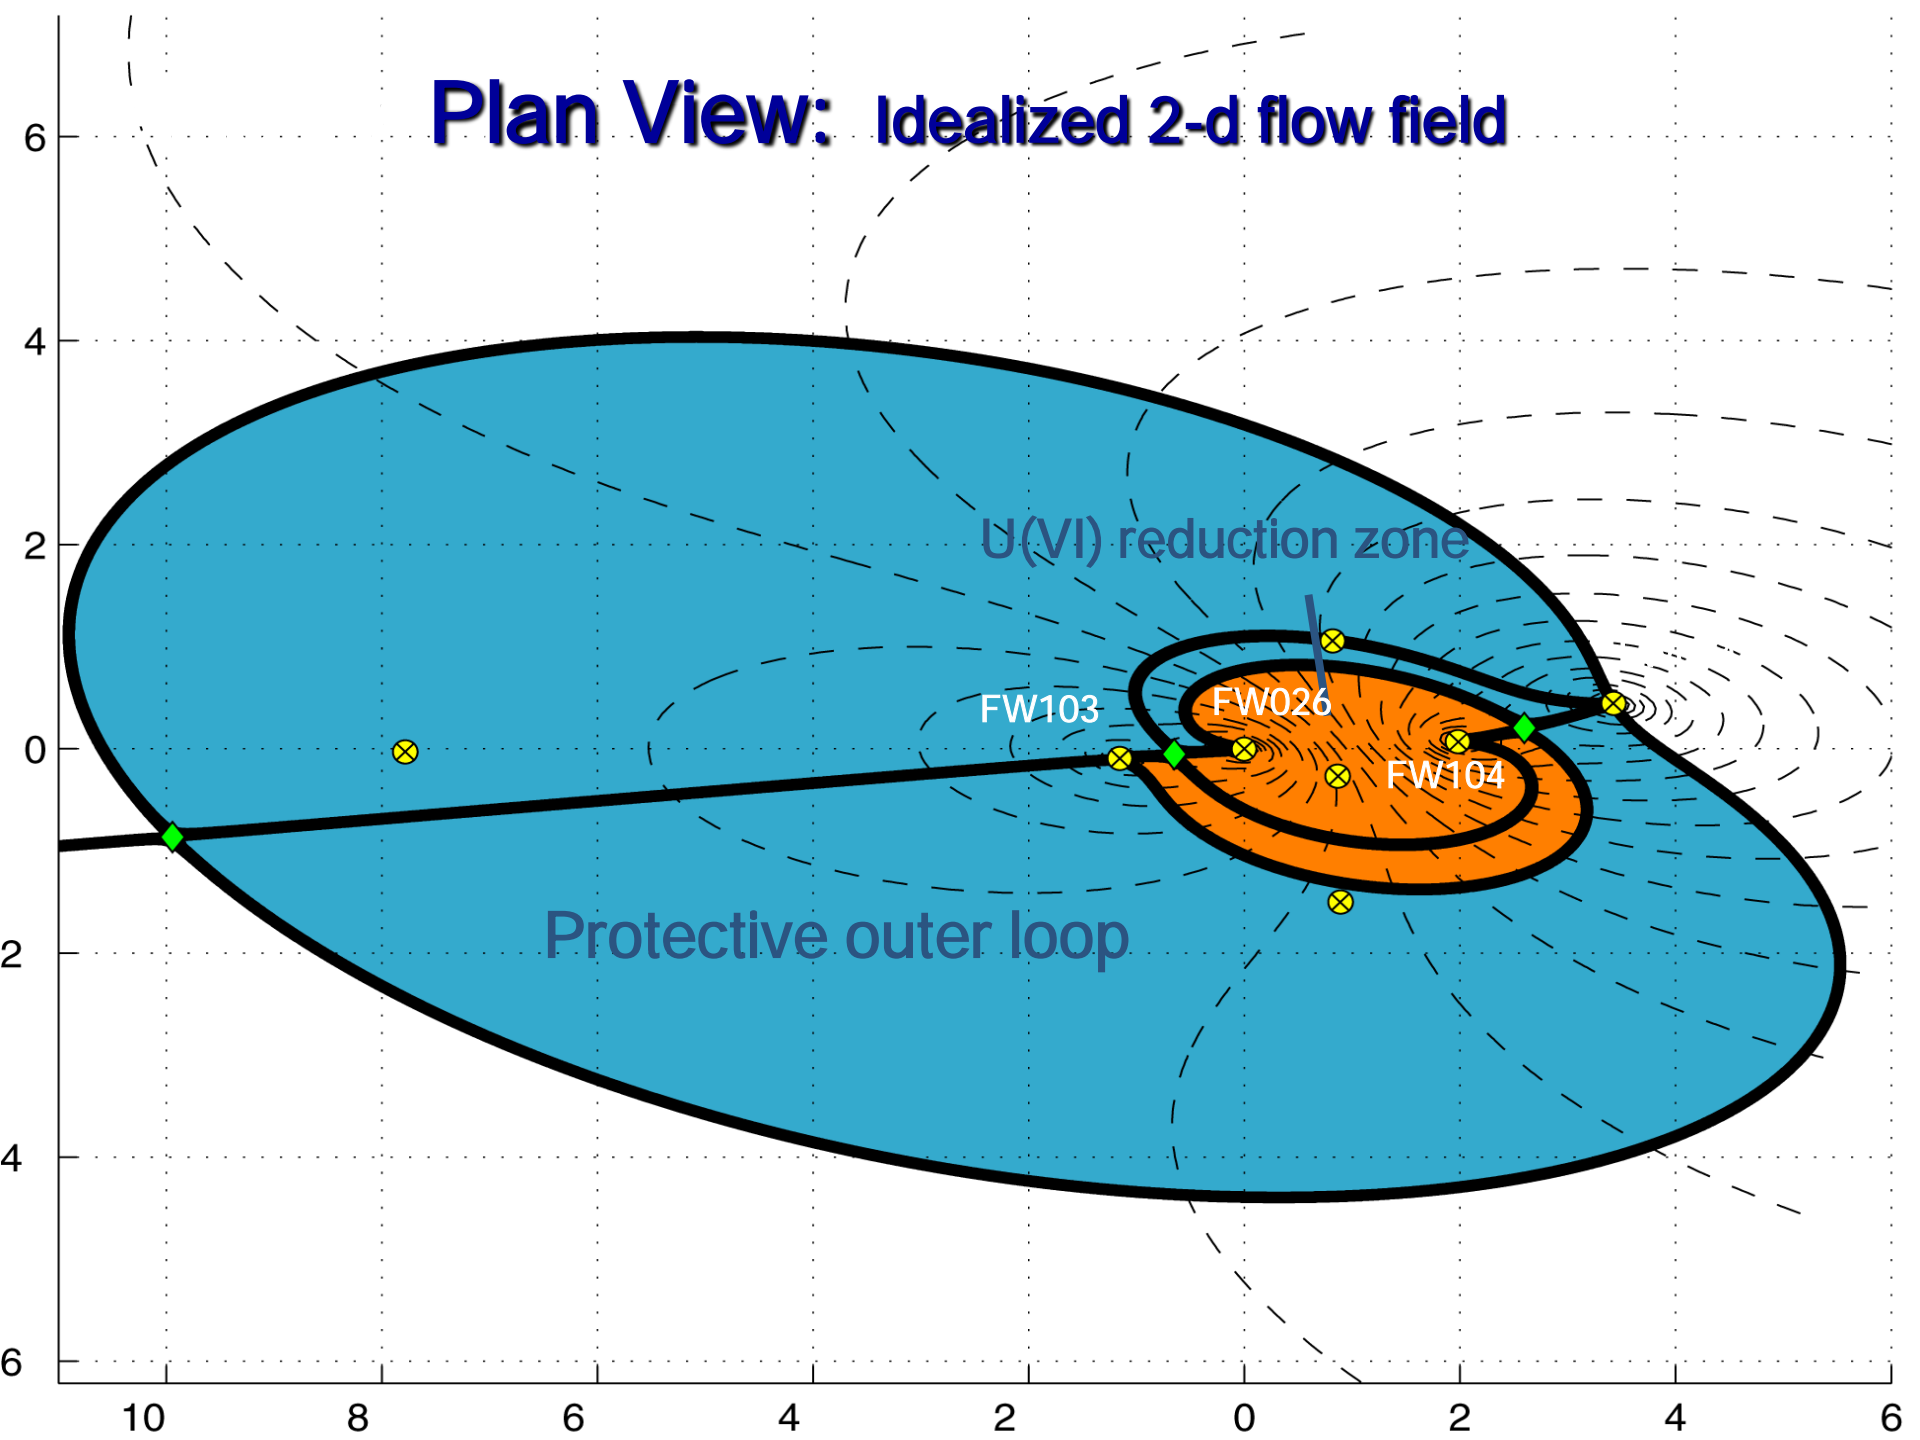 Plan View: Idealized 2-d flow field
6
4
2
0
2
4
6
U(VI) reduction zone
FW103
FW026
FW104
Protective outer loop
10 8 6 4 2 0 2 4 6